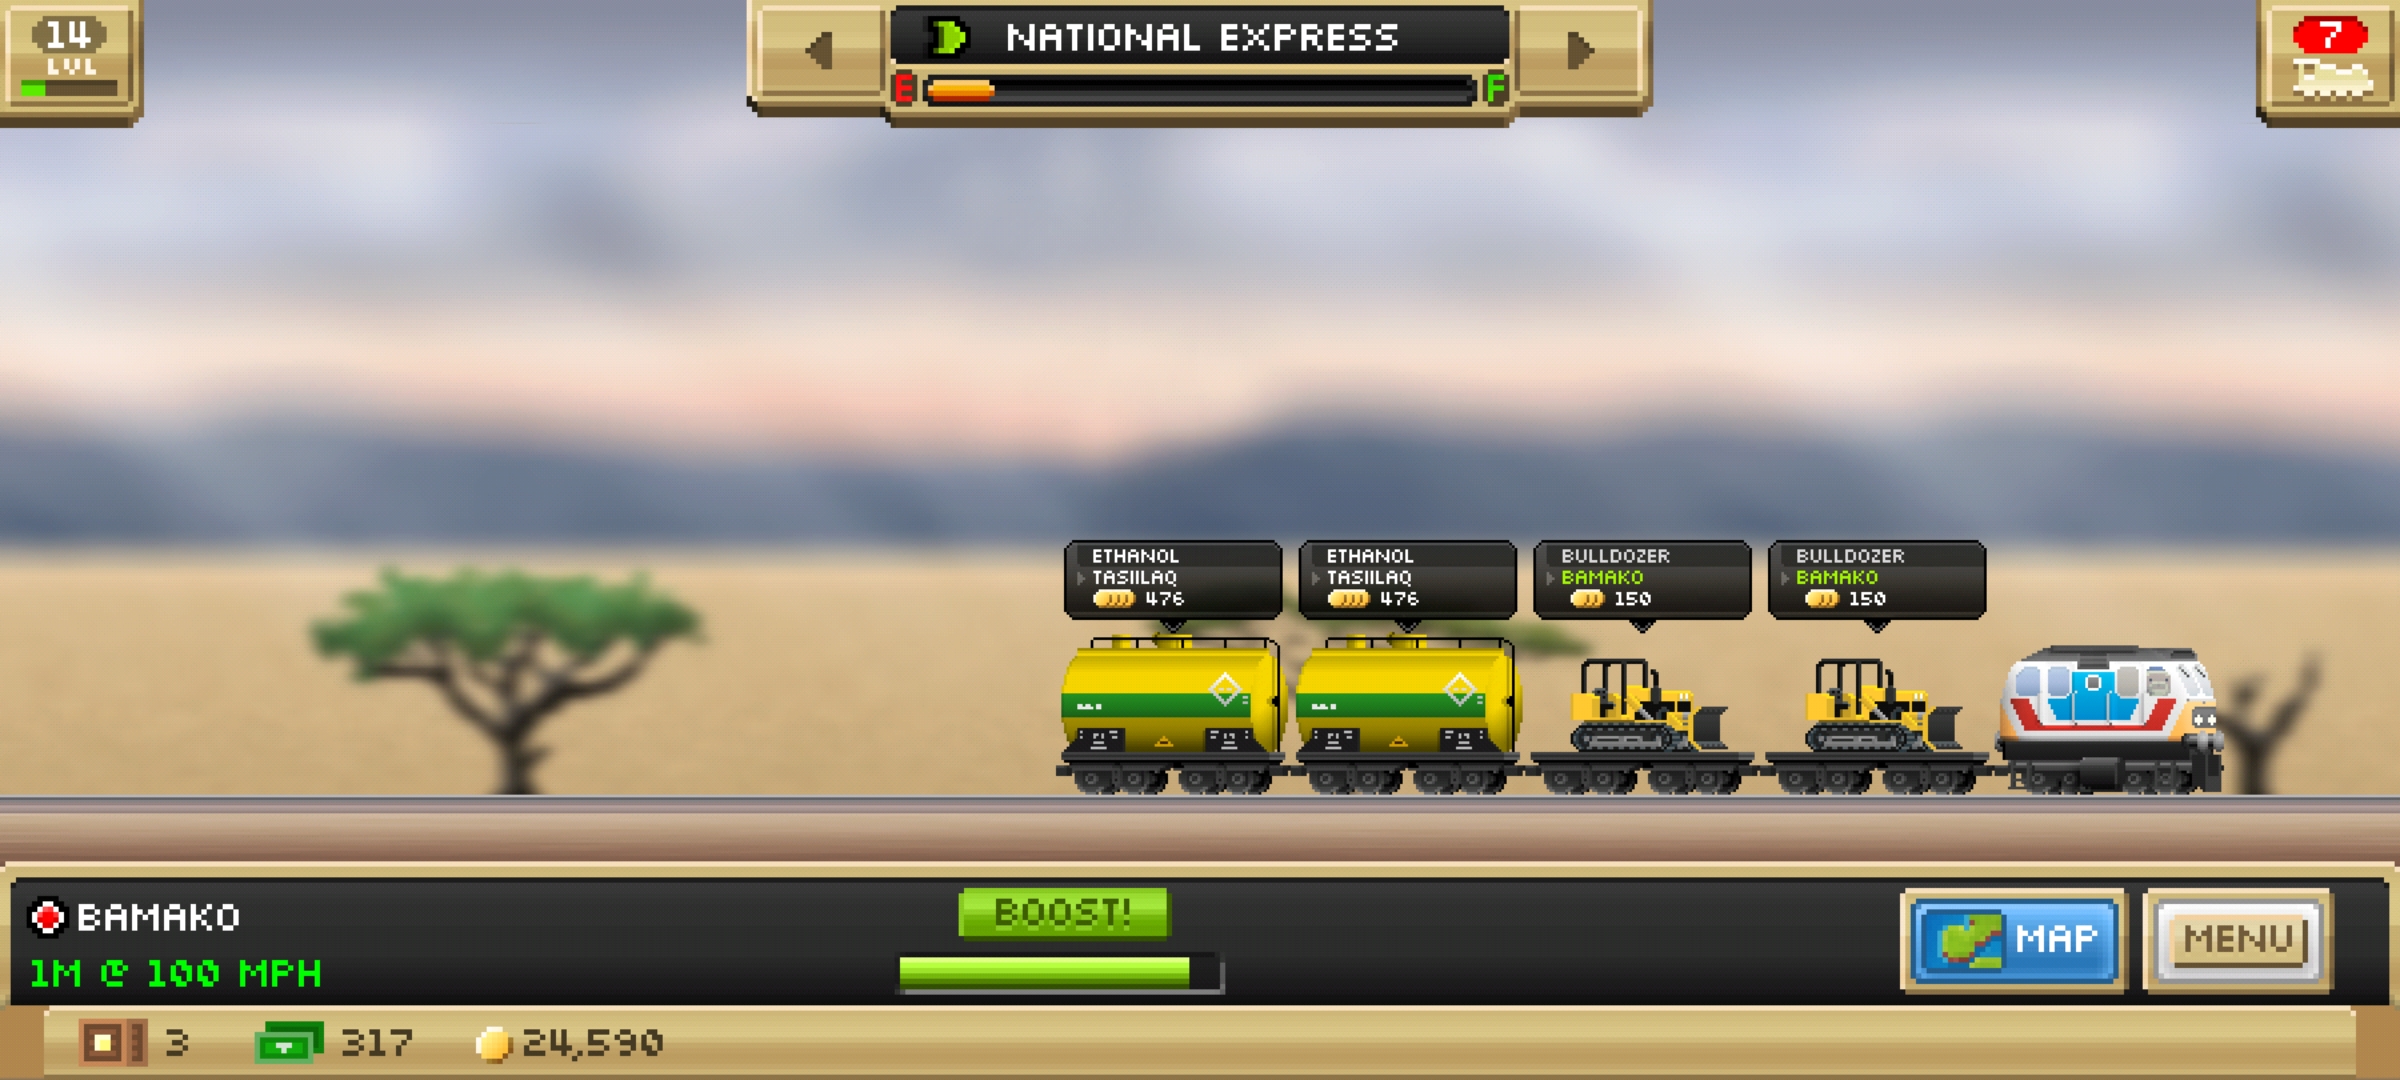 14
LVL
NATIONAL EXPRESS
E F
7
ETHANOL
TASIILAQ
476
ETHANOL
TASIILAQ
476
BULLDOZER
BAMAKO
150
BULLDOZER
BAMAKO
150
BAMAKO
1M @ 100 MPH
BOOST!
MAP
MENU
3
317
24,590